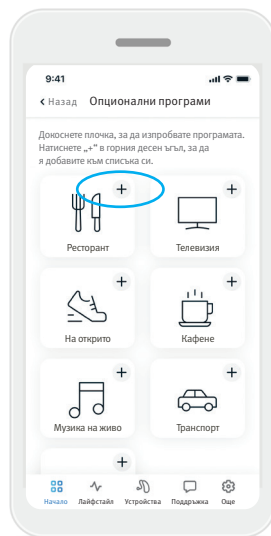 9:41
Назад Опционални програми
Докоснете плочка, за да изпробвате програмата.
Натиснете „+“ в горния десен ъгъл, за да
я добавите към списъка си.
Ресторант Телевизия
На открито Кафене
Музика на живо Транспорт
Начало Лайфстайл Устройства Поддръжка Още